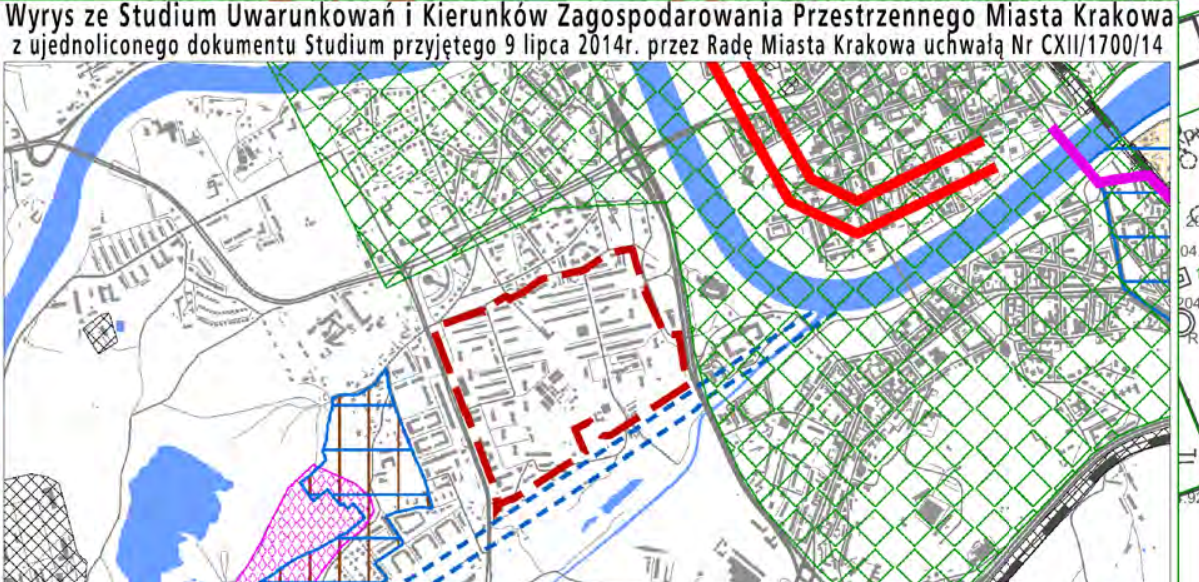 Wyrys ze Studium Uwarunkowań i Kierunków Zagospodarowania Przestrzennego Miasta Krakowa
z ujednoliconego dokumentu Studium przyjętego 9 lipca 2014r. przez Radę Miasta Krakowa uchwałą Nr CXII/1700/14